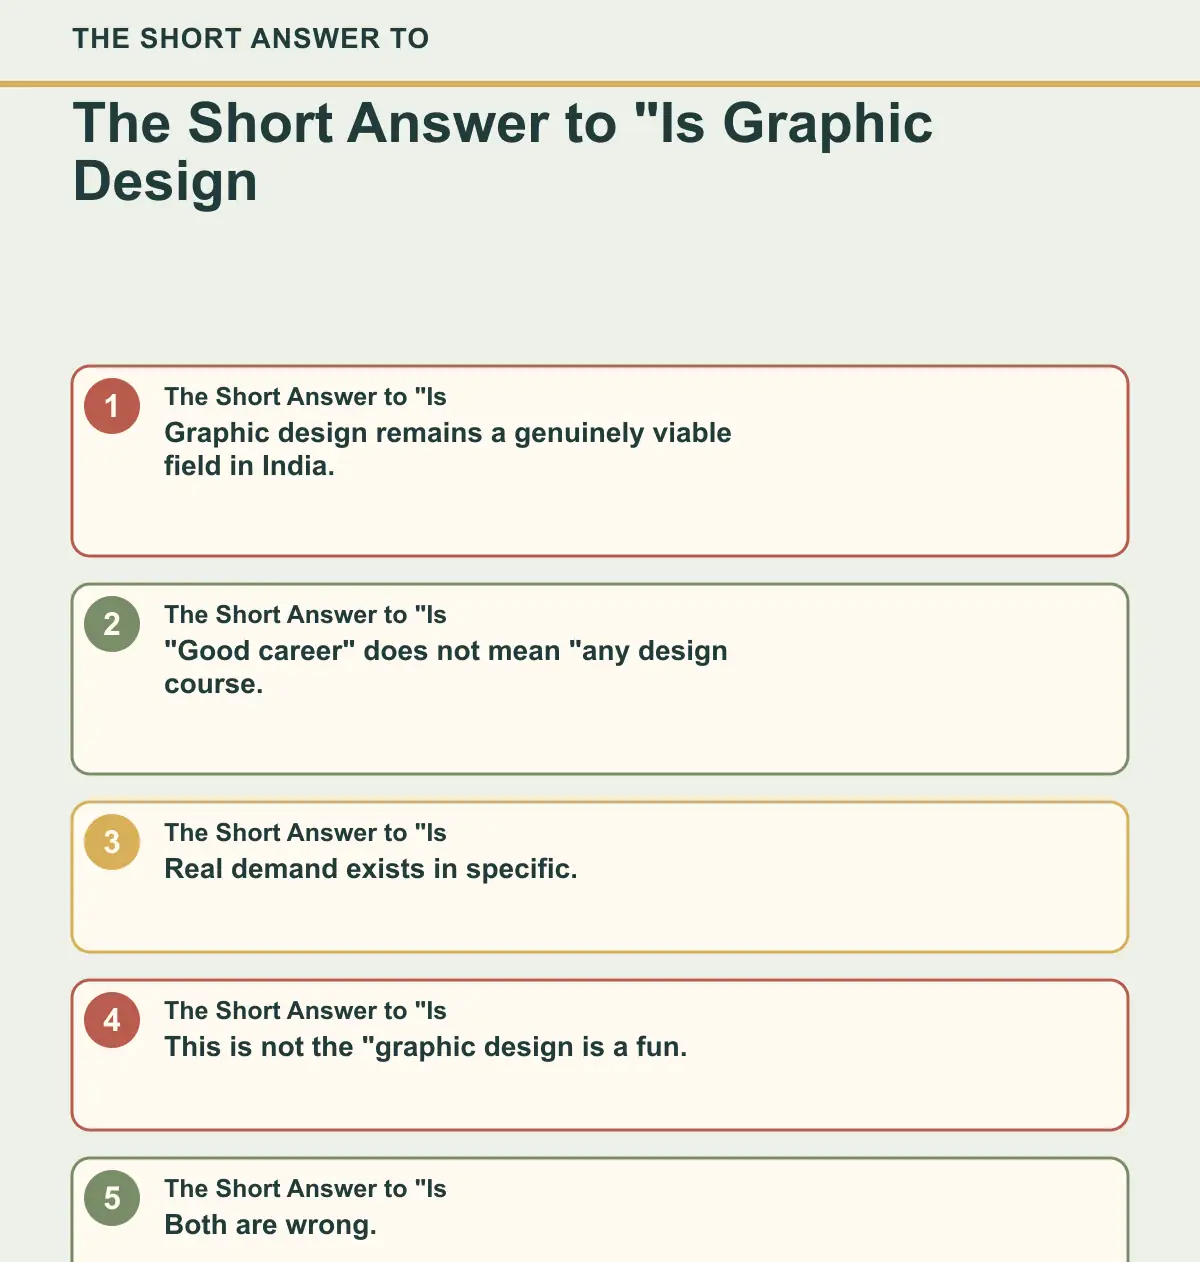 THE SHORT ANSWER TO
The Short Answer to "Is Graphic
Design
1
The Short Answer to "Is
Graphic design remains a genuinely viable
field in India.
2
The Short Answer to "Is
"Good career" does not mean "any design
course.
3
The Short Answer to "Is
Real demand exists in specific.
4
The Short Answer to "Is
This is not the "graphic design is a fun.
5
The Short Answer to "Is
Both are wrong.